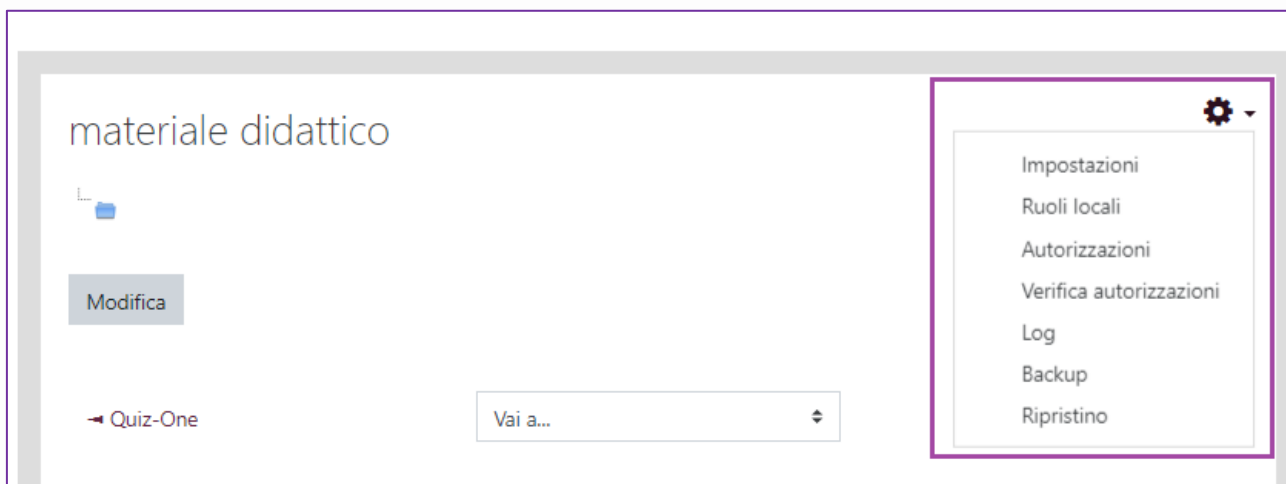 materiale didattico
Modifica
Quiz-One
Vai a...
Impostazioni
Ruoli locali
Autorizzazioni
Verifica autorizzazioni
Log
Backup
Ripristino